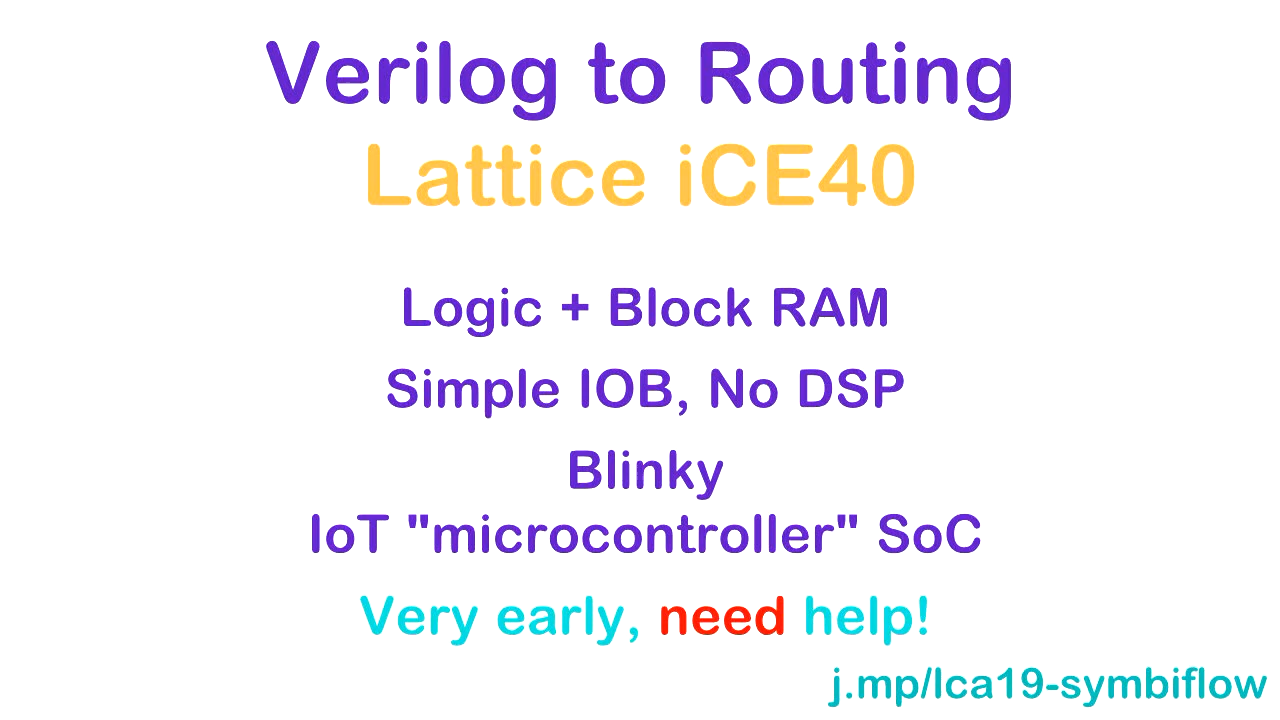 Verilog to Routing
Lattice iCE40
Logic + Block RAM
Simple IOB, No DSP
Blinky
IoT "microcontroller" SoC
Very early, need help!
j.mp/lca19-symbiflow